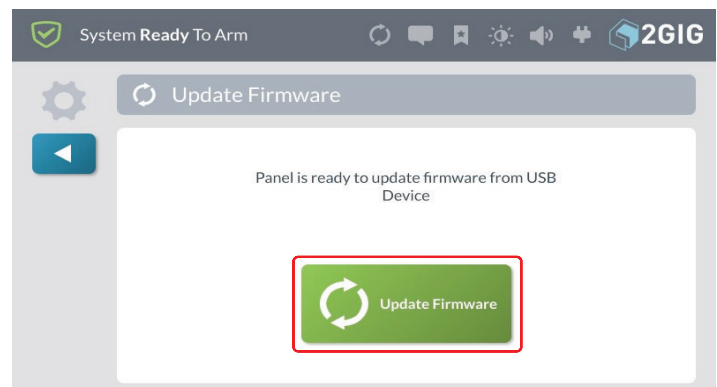 System Ready To Arm
2GIG
Update Firmware
Panel is ready to update firmware from USB
Device
Update Firmware